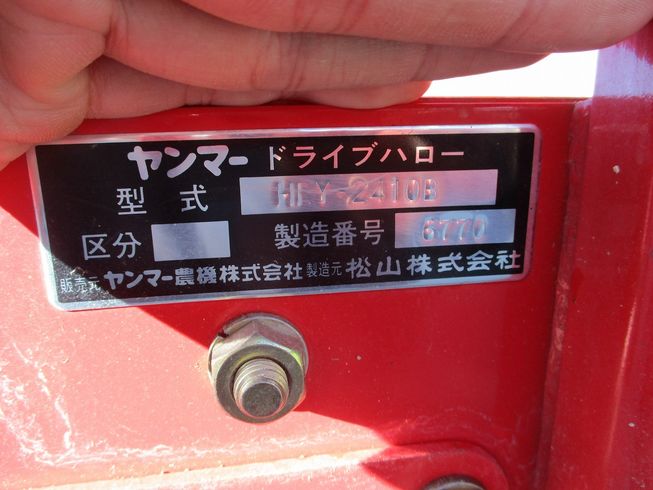 ヤンマー ドライブハロー
型式 HFY-2410B
区分 製造番号 6770
販売元 ヤンマー農機株式会社 製造元 松山株式会社